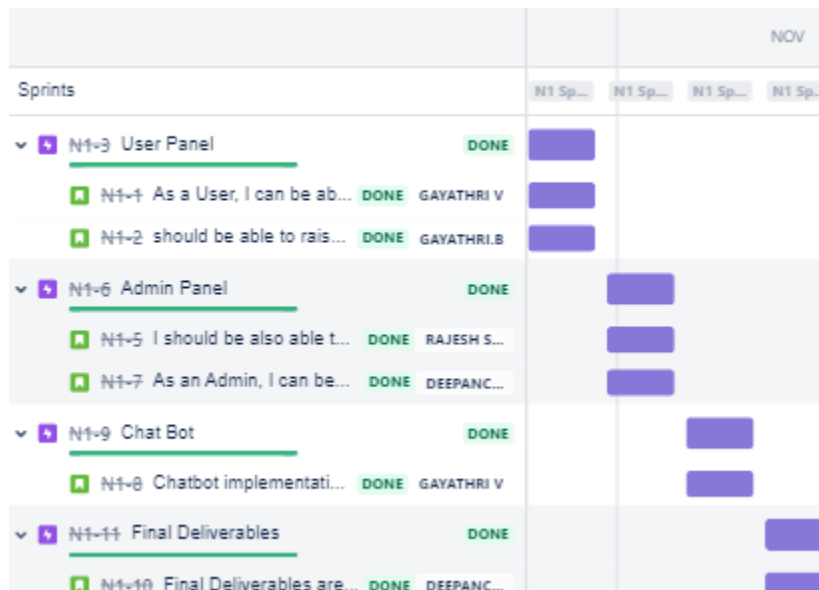 NOV
Sprints N1 Sp... N1 Sp... N1 Sp... N1 Sp...
N1-3 User Panel DONE
N1-1 As a User, I can be ab... DONE GAYATHRI V
N1-2 should be able to rais... DONE GAYATHRI.B
N1-6 Admin Panel DONE
N1-5 I should be also able t... DONE RAJESH S...
N1-7 As an Admin, I can be... DONE DEEPANC...
N1-9 Chat Bot DONE
N1-8 Chatbot implementati... DONE GAYATHRI V
N1-11 Final Deliverables DONE
N1-10 Final Deliverables are... DONE DEEPANC...